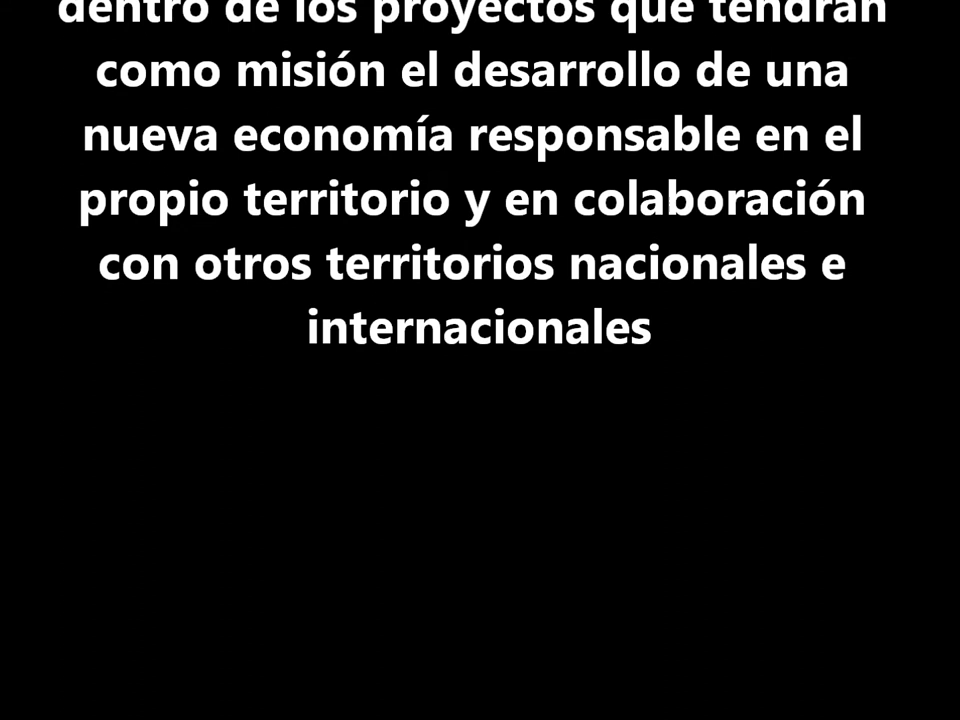 dentro de los proyectos que tendrán
como misión el desarrollo de una
nueva economía responsable en el
propio territorio y en colaboración
con otros territorios nacionales e
internacionales